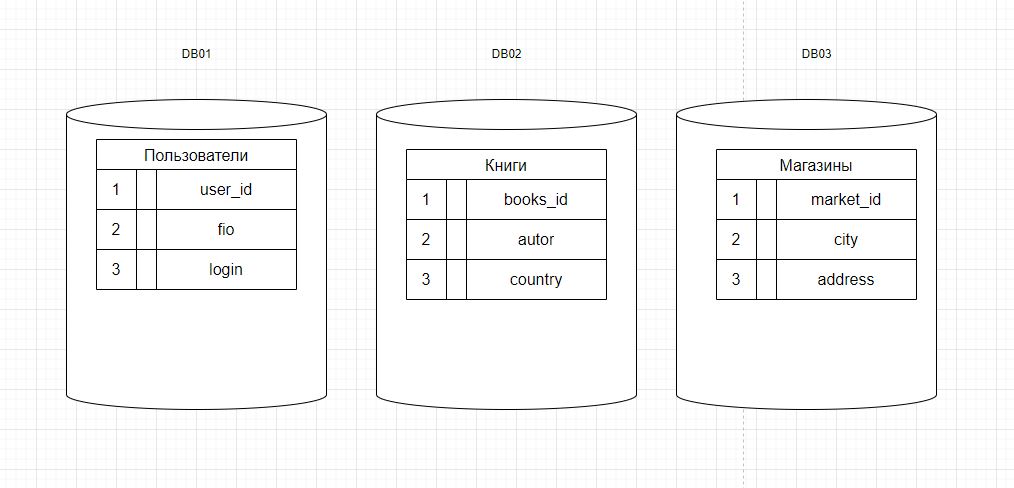 DB01
DB02
DB03
Пользователи
1 user_id
2 fio
3 login
Книги
1 books_id
2 autor
3 country
Магазины
1 market_id
2 city
3 address